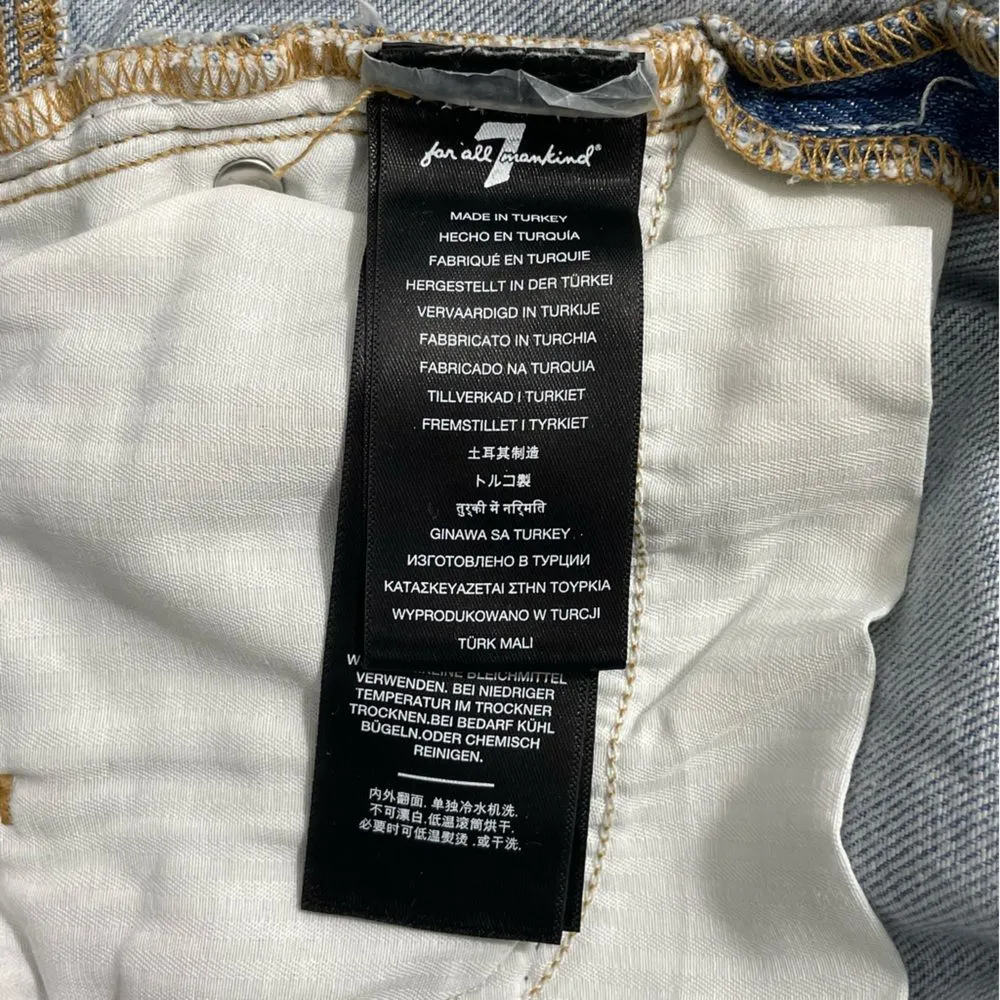 7
for all mankind®
MADE IN TURKEY
HECHO EN TURQUÍA
FABRIQUÉ EN TURQUIE
HERGESTELLT IN DER TÜRKEI
VERVAARDIGD IN TURKIJE
FABBRICATO IN TURCHIA
FABRICADO NA TURQUIA
TILLVERKAD I TURKIET
FREMSTILLET I TYRKIET
土耳其制造
トルコ製
तुर्की में नर्मिति
GINAWA SA TURKEY
ИЗГОТОВЛЕНО В ТУРЦИИ
ΚΑΤΑΣΚΕΥΑΖΕΤΑΙ ΣΤΗΝ ΤΟΥΡΚΙΑ
WYPRODUKOWANO W TURCJI
TÜRK MALI
KEINE BLEICHMITTEL
VERWENDEN. BEI NIEDRIGER
TEMPERATUR IM TROCKNER
TROCKNEN.BEI BEDARF KÜHL
BÜGELN.ODER CHEMISCH
REINIGEN.
内外翻面. 单独冷水机洗.
不可漂白.低温滚筒烘干.
必要时可低温熨烫 .或干洗.